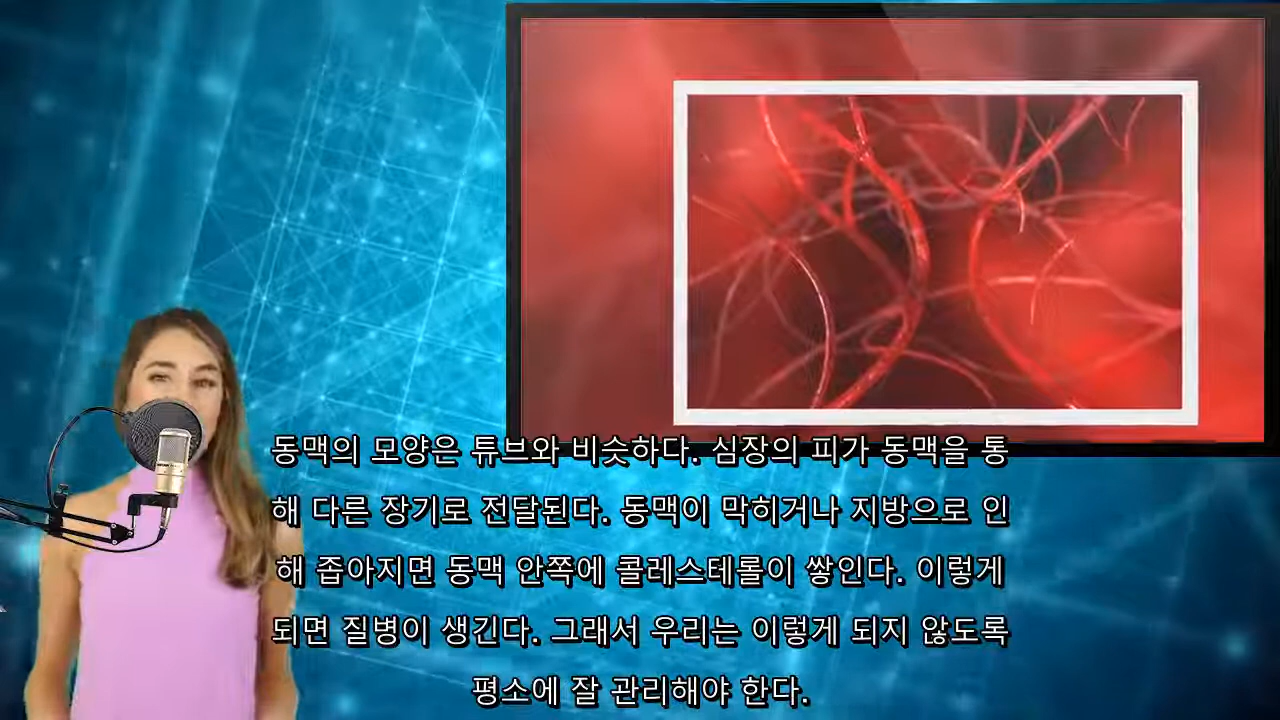 동맥의 모양은 튜브와 비슷하다. 심장의 피가 동맥을 통
해 다른 장기로 전달된다. 동맥이 막히거나 지방으로 인
해 좁아지면 동맥 안쪽에 콜레스테롤이 쌓인다. 이렇게
되면 질병이 생긴다. 그래서 우리는 이렇게 되지 않도록
평소에 잘 관리해야 한다.